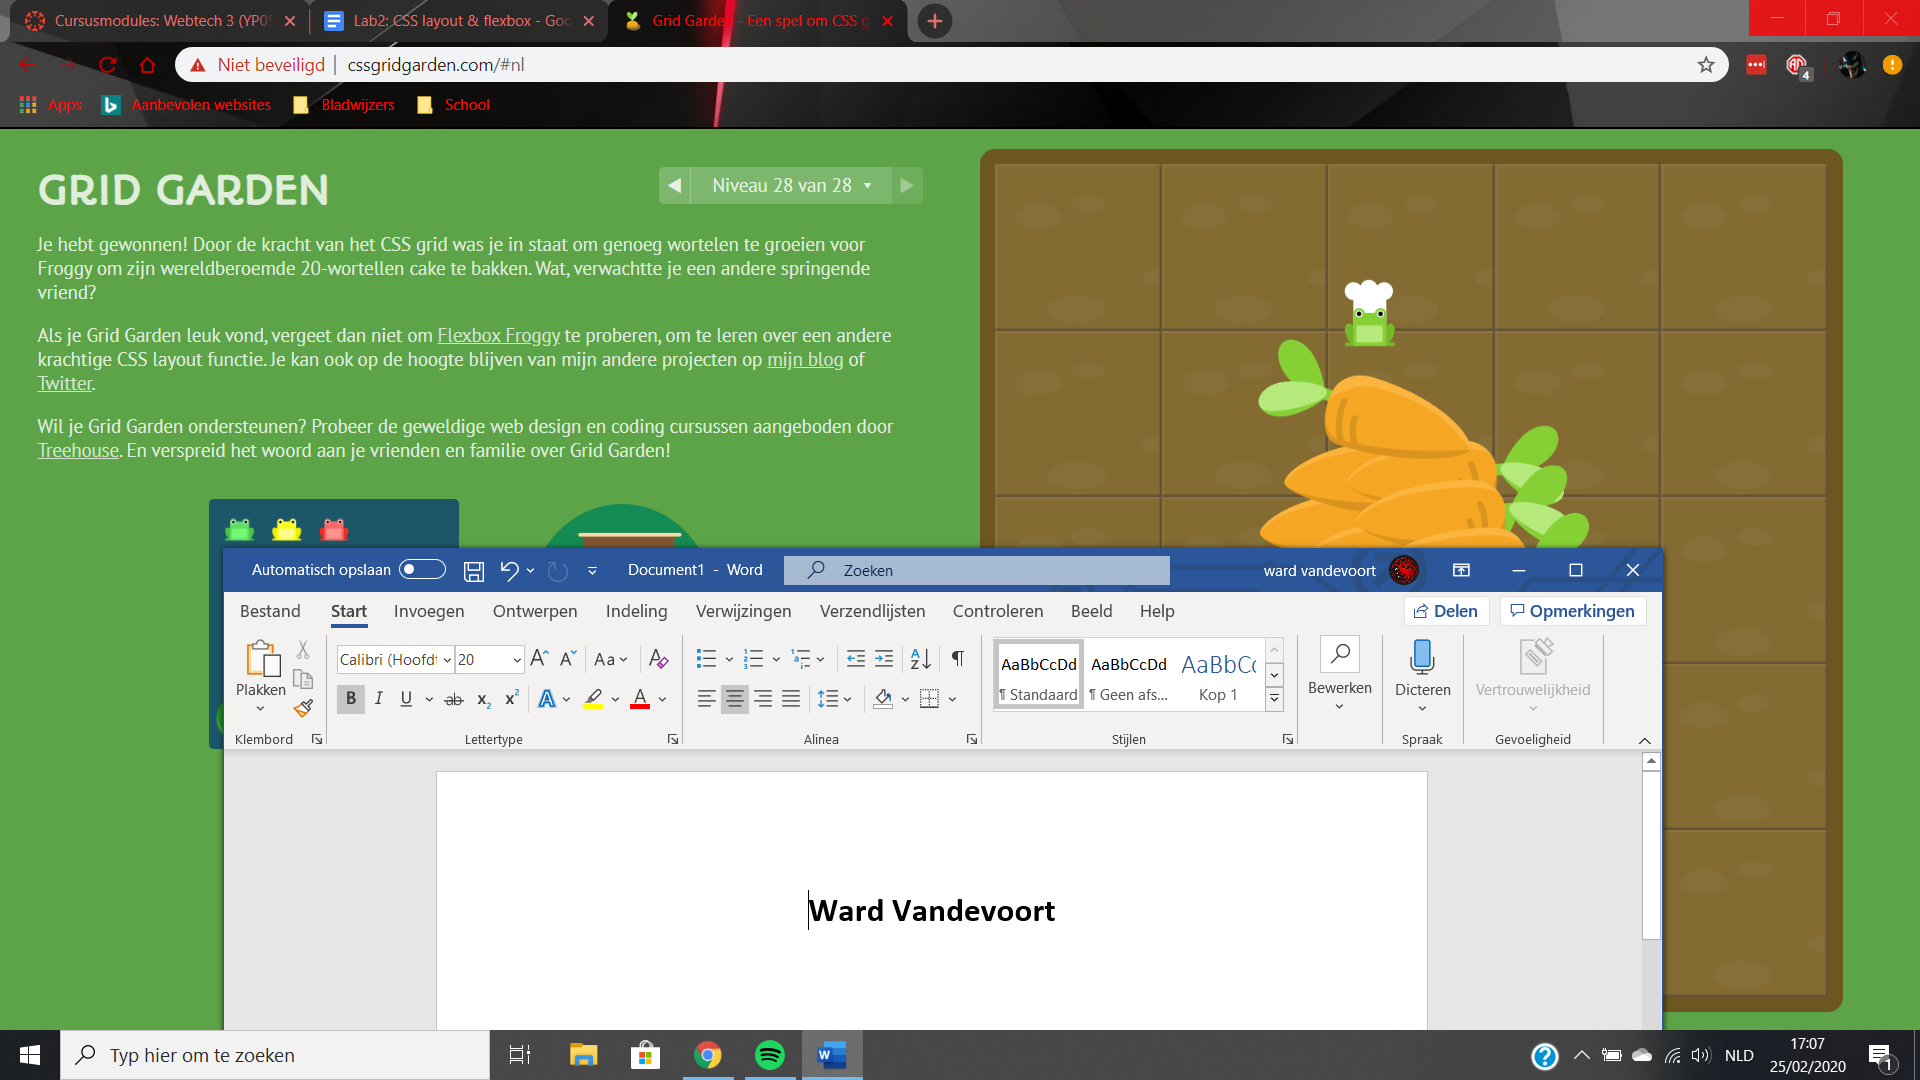 Cursusmodules: Webtech 3 (YP05
Lab2: CSS layout & flexbox - Goo
Grid Garden - Een spel om CSS g
Niet beveiligd
cssgridgarden.com/#nl
4
Apps
Aanbevolen websites
Bladwijzers
School
GRID GARDEN
Niveau 28 van 28
Je hebt gewonnen! Door de kracht van het CSS grid was je in staat om genoeg wortelen te groeien voor
Froggy om zijn wereldberoemde 20-wortellen cake te bakken. Wat, verwachtte je een andere springende
vriend?
Als je Grid Garden leuk vond, vergeet dan niet om Flexbox Froggy te proberen, om te leren over een andere
krachtige CSS layout functie. Je kan ook op de hoogte blijven van mijn andere projecten op mijn blog of
Twitter.
Wil je Grid Garden ondersteunen? Probeer de geweldige web design en coding cursussen aangeboden door
Treehouse. En verspreid het woord aan je vrienden en familie over Grid Garden!
Automatisch opslaan
Document1 - Word
Zoeken
ward vandevoort
Bestand
Start
Invoegen
Ontwerpen
Indeling
Verwijzingen
Verzendlijsten
Controleren
Beeld
Help
Delen
Opmerkingen
Plakken
Klembord
Calibri (Hoofdt
20
Aa
B
I
U
ab
x₂
x²
A
A
Lettertype
Alinea
AaBbCcDd
¶ Standaard
AaBbCcDd
¶ Geen afs...
AaBbCc
Kop 1
Stijlen
Bewerken
Dicteren
Spraak
Vertrouwelijkheid
Gevoeligheid
Ward Vandevoort
Typ hier om te zoeken
NLD
17:07
25/02/2020
1